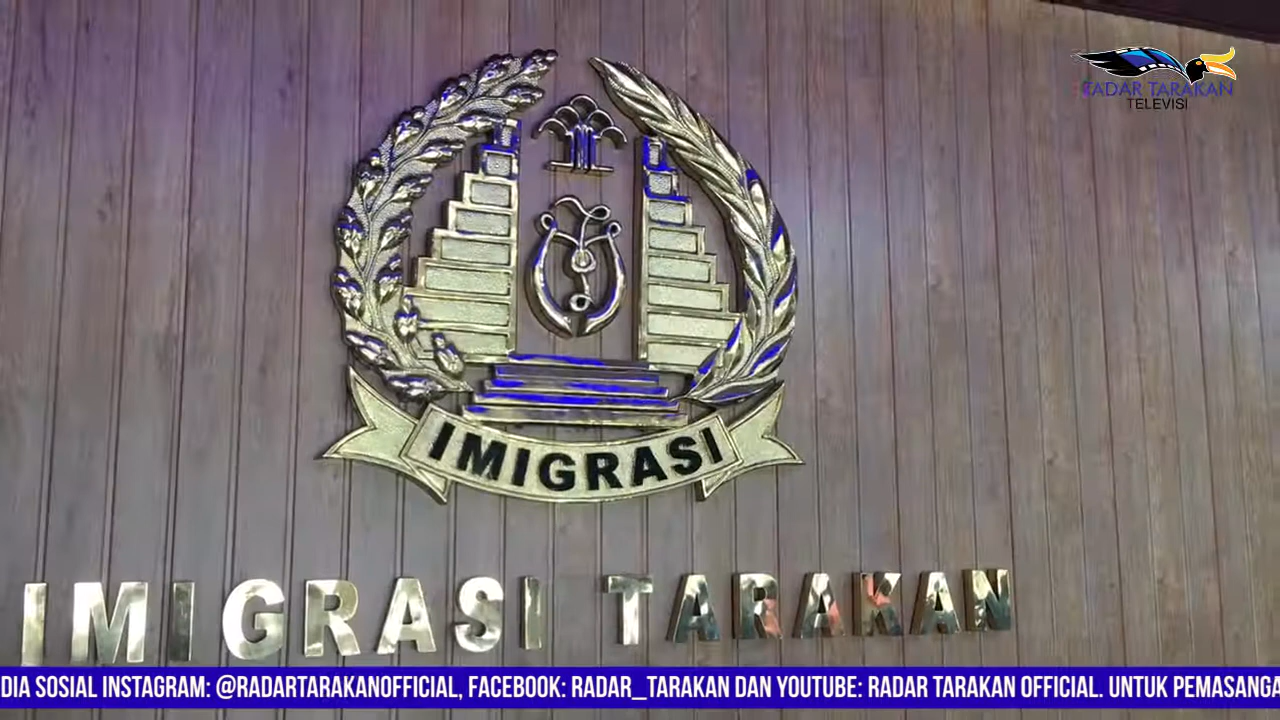 RADAR TARAKAN
TELEVISI
IMIGRASI
IMIGRASI TARAKAN
DIA SOSIAL INSTAGRAM: @RADARTARAKANOFFICIAL, FACEBOOK: RADAR_TARAKAN DAN YOUTUBE: RADAR TARAKAN OFFICIAL. UNTUK PEMASANGA